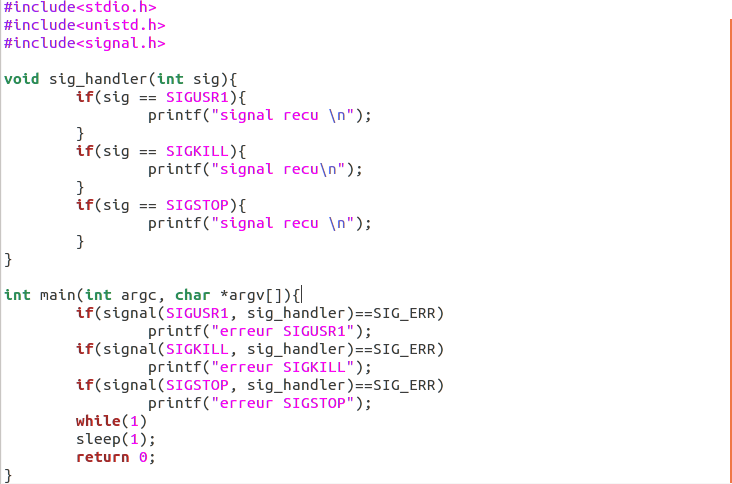 #include<stdio.h>
#include<unistd.h>
#include<signal.h>

void sig_handler(int sig){
        if(sig == SIGUSR1){
                printf("signal recu \n");
        }
        if(sig == SIGKILL){
                printf("signal recu\n");
        }
        if(sig == SIGSTOP){
                printf("signal recu \n");
        }
}

int main(int argc, char *argv[]){
        if(signal(SIGUSR1, sig_handler)==SIG_ERR)
                printf("erreur SIGUSR1");
        if(signal(SIGKILL, sig_handler)==SIG_ERR)
                printf("erreur SIGKILL");
        if(signal(SIGSTOP, sig_handler)==SIG_ERR)
                printf("erreur SIGSTOP");
        while(1)
        sleep(1);
        return 0;
}